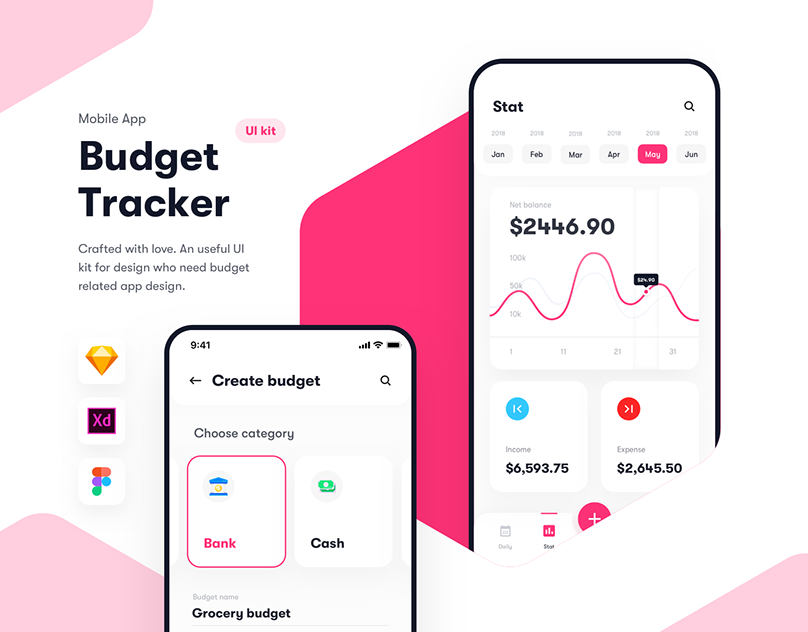 Mobile App
UI kit
Budget
Tracker
Crafted with love. An useful UI
kit for design who need budget
related app design.
Xd
9:41
Create budget
Choose category
Bank
Cash
Budget name
Grocery budget
Stat
2018 2018 2018 2018 2018 2018
Jan Feb Mar Apr May Jun
Net balance
$2446.90
100k
50k
10k
$24.90
1 11 21 31
Income
$6,593.75
Expense
$2,645.50
Daily
Stat